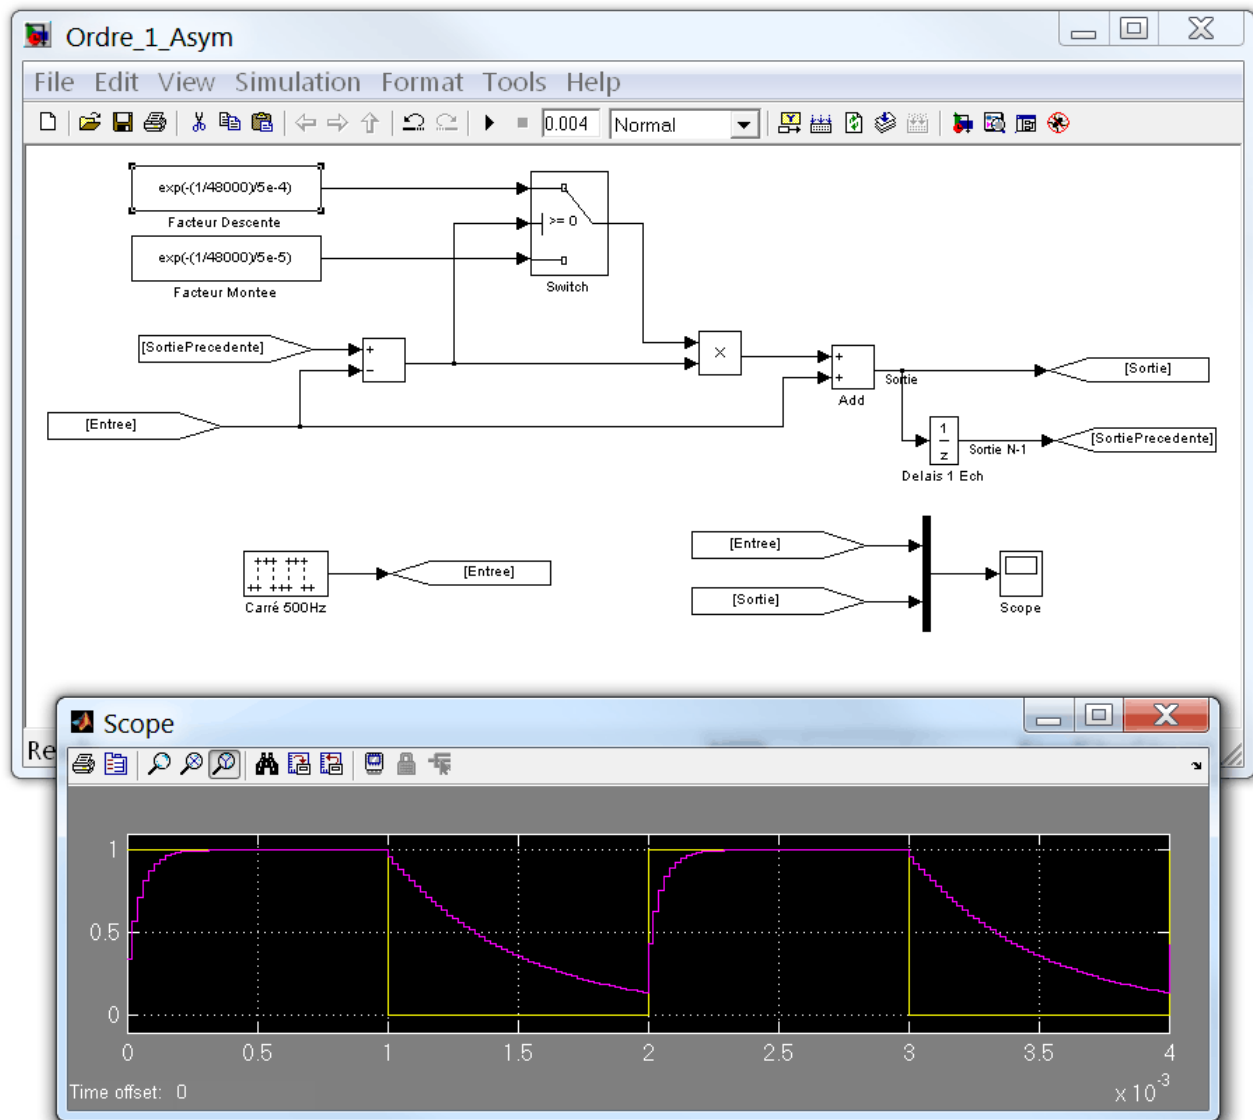 Ordre_1_Asym
File Edit View Simulation Format Tools Help
0.004 Normal
exp(-(1/48000)/5e-4)
Facteur Descente
>= 0
exp(-(1/48000)/5e-5)
Facteur Montee
Switch
[SortiePrecedente]
+
−
×
+
+
Sortie
Add
[Sortie]
[Entree]
1
z
Sortie N-1
[SortiePrecedente]
Delais 1 Ech
[Entree]
[Entree]
[Sortie]
Carré 500Hz
Scope
Scope
Re
1
0.5
0
0 0.5 1 1.5 2 2.5 3 3.5 4
Time offset: 0
x 10^-3